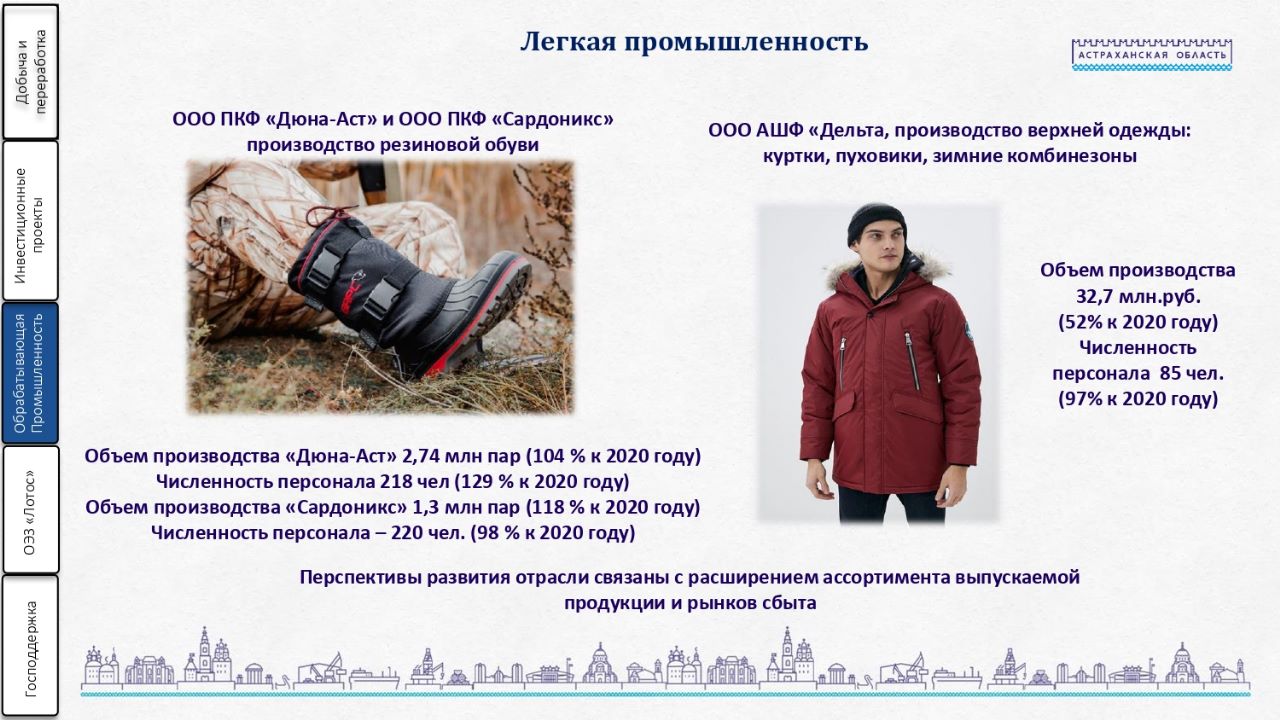 Добыча и
переработка
Инвестиционные
проекты
Обрабатывающая
Промышленность
ОЭЗ «Лотос»
Господдержка
Легкая промышленность
АСТРАХАНСКАЯ ОБЛАСТЬ
ООО ПКФ «Дюна-Аст» и ООО ПКФ «Сардоникс»
производство резиновой обуви
ООО АШФ «Дельта, производство верхней одежды:
куртки, пуховики, зимние комбинезоны
Объем производства
32,7 млн.руб.
(52% к 2020 году)
Численность
персонала 85 чел.
(97% к 2020 году)
Объем производства «Дюна-Аст» 2,74 млн пар (104 % к 2020 году)
Численность персонала 218 чел (129 % к 2020 году)
Объем производства «Сардоникс» 1,3 млн пар (118 % к 2020 году)
Численность персонала – 220 чел. (98 % к 2020 году)
Перспективы развития отрасли связаны с расширением ассортимента выпускаемой
продукции и рынков сбыта